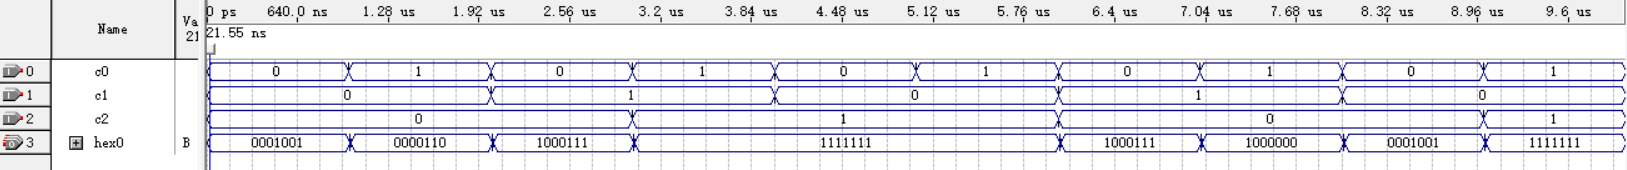 0 ps 640.0 ns 1.28 us 1.92 us 2.56 us 3.2 us 3.84 us 4.48 us 5.12 us 5.76 us 6.4 us 7.04 us 7.68 us 8.32 us 8.96 us 9.6 us
Name Va
21 21.55 ns
0 c0 0 1 0 1 0 1 0 1 0 1
1 c1 0 1 0 1 0
2 c2 0 1 0 1
3 hex0 B 0001001 0000110 1000111 1111111 1000111 1000000 0001001 1111111